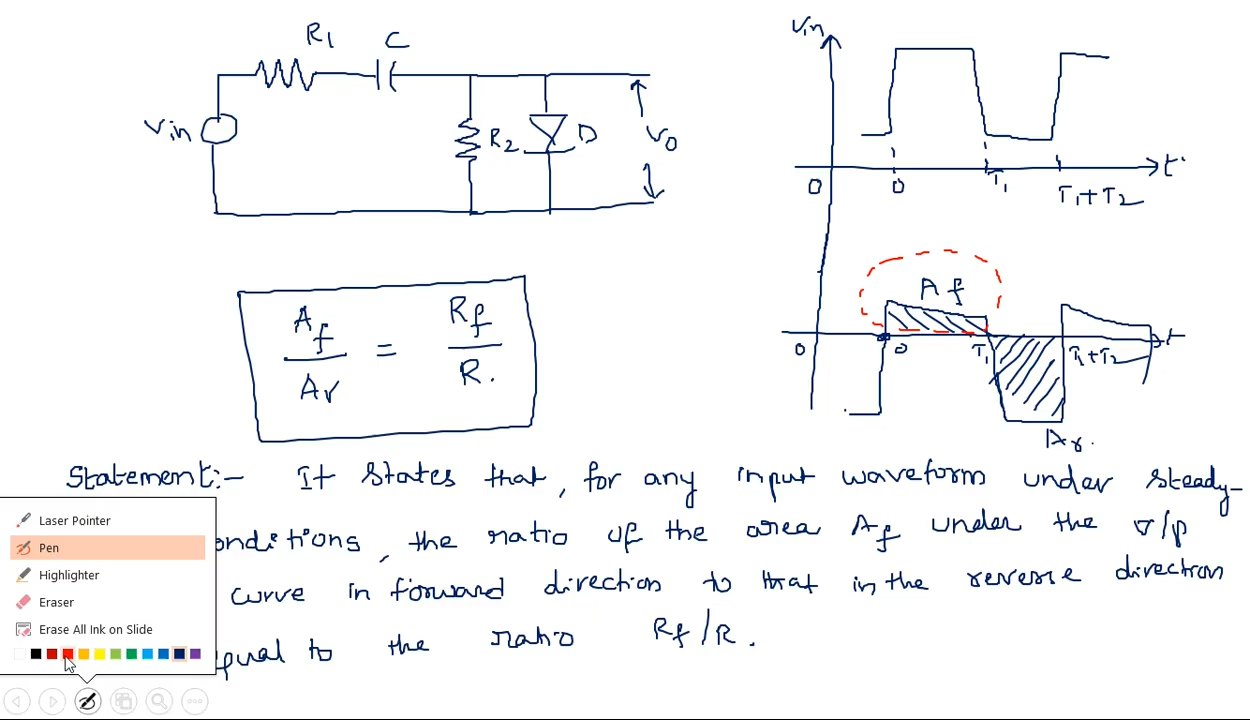 R1 C
Vin R2 D Vo
Vin
0 0 T1 T1+T2 t
Af
0 0 T1 T1+T2 t
Ar.
Af / Ar = Rf / R.
Statement:- It states that, for any input waveform under steady-
onditions, the ratio of the area Af under the o/p
curve in forward direction to that in the reverse direction
qual to the ratio Rf/R.
Laser Pointer
Pen
Highlighter
Eraser
Erase All Ink on Slide